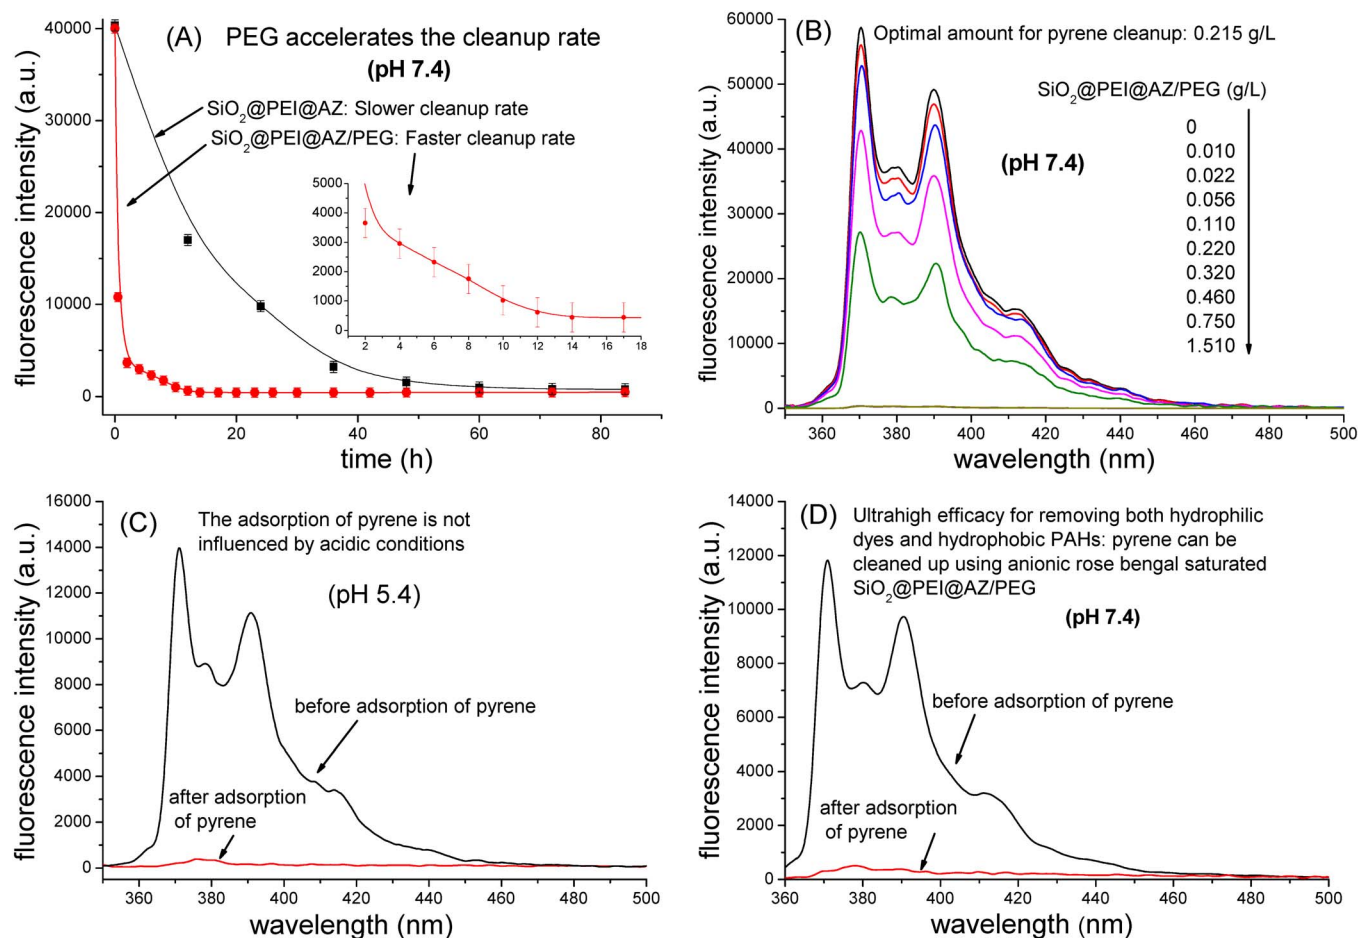 (A) PEG accelerates the cleanup rate
(pH 7.4)
SiO2@PEI@AZ: Slower cleanup rate
SiO2@PEI@AZ/PEG: Faster cleanup rate
fluorescence intensity (a.u.)
40000
30000
20000
10000
0
0
20
40
60
80
time (h)
5000
4000
3000
2000
1000
0
2
4
6
8
10
12
14
16
18
(B) Optimal amount for pyrene cleanup: 0.215 g/L
SiO2@PEI@AZ/PEG (g/L)
(pH 7.4)
0
0.010
0.022
0.056
0.110
0.220
0.320
0.460
0.750
1.510
fluorescence intensity (a.u.)
60000
50000
40000
30000
20000
10000
0
360
380
400
420
440
460
480
500
wavelength (nm)
(C) The adsorption of pyrene is not
influenced by acidic conditions
(pH 5.4)
before adsorption of pyrene
after adsorption
of pyrene
fluorescence intensity (a.u.)
16000
14000
12000
10000
8000
6000
4000
2000
0
360
380
400
420
440
460
480
500
wavelength (nm)
(D) Ultrahigh efficacy for removing both hydrophilic
dyes and hydrophobic PAHs: pyrene can be
cleaned up using anionic rose bengal saturated
SiO2@PEI@AZ/PEG
(pH 7.4)
before adsorption of pyrene
after adsorption
of pyrene
fluorescence intensity (a.u.)
14000
12000
10000
8000
6000
4000
2000
0
360
380
400
420
440
460
480
500
wavelength (nm)